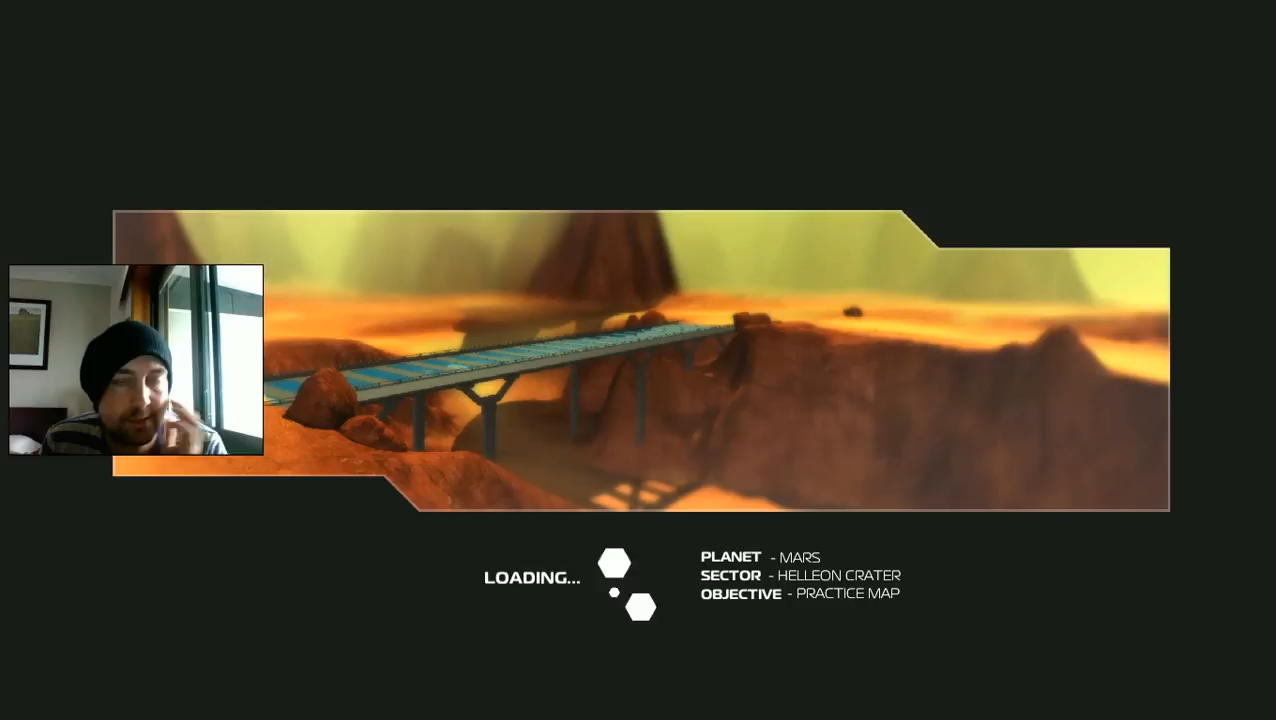 LOADING...
PLANET - MARS
SECTOR - HELLEON CRATER
OBJECTIVE - PRACTICE MAP